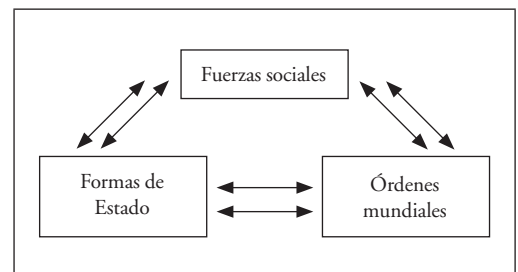 Fuerzas sociales
Formas de
Estado
Órdenes
mundiales